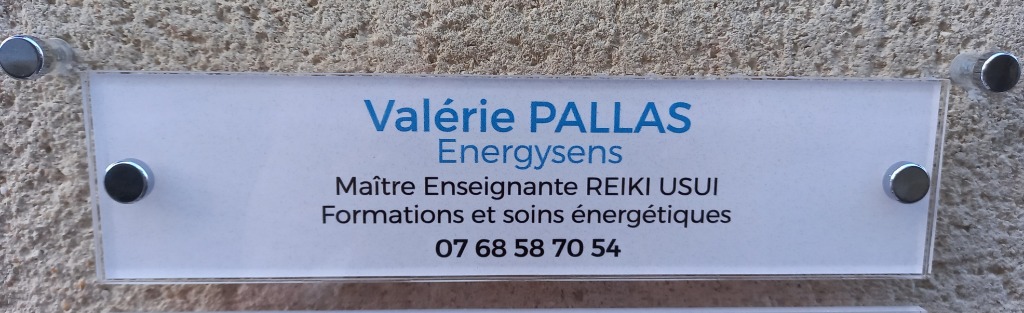 Valérie PALLAS
Energysens
Maître Enseignante REIKI USUI
Formations et soins énergétiques
07 68 58 70 54